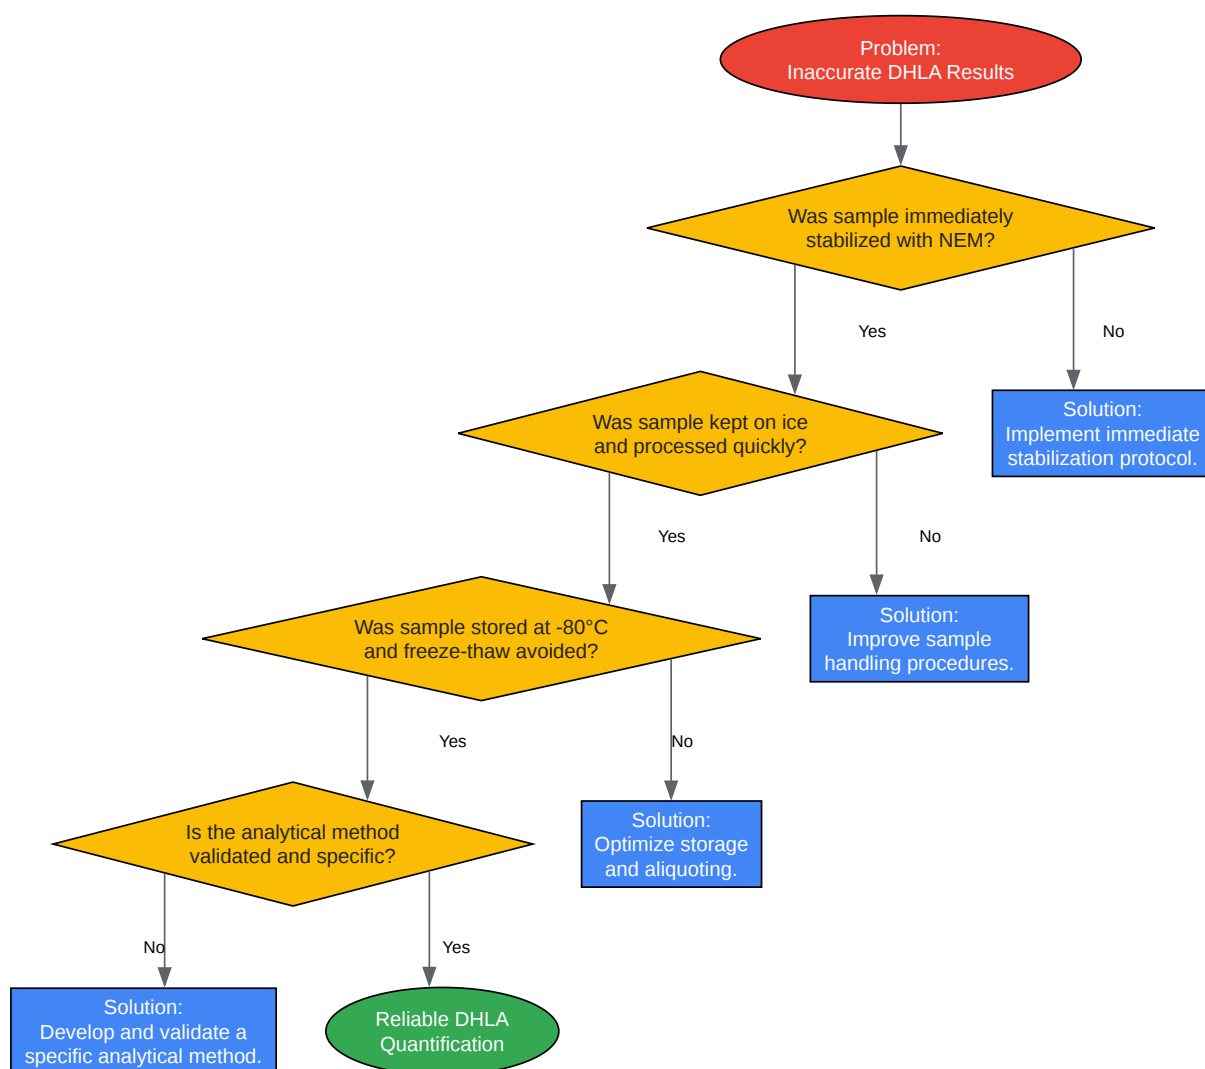 Problem:
Inaccurate DHLA Results
Was sample immediately
stabilized with NEM?
Yes
No
Solution:
Implement immediate
stabilization protocol.
Was sample kept on ice
and processed quickly?
Yes
No
Solution:
Improve sample
handling procedures.
Was sample stored at -80°C
and freeze-thaw avoided?
Yes
No
Solution:
Optimize storage
and aliquoting.
Is the analytical method
validated and specific?
No
Yes
Solution:
Develop and validate a
specific analytical method.
Reliable DHLA
Quantification